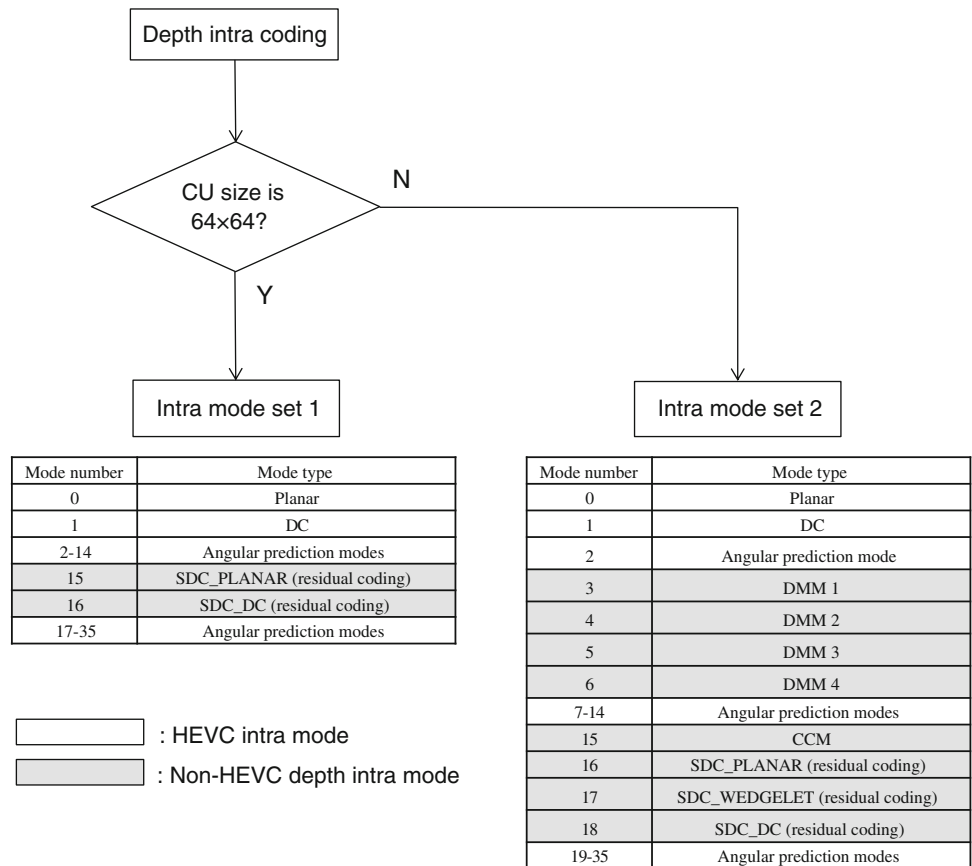 Depth intra coding
CU size is
64×64?
N
Y
Intra mode set 1
Intra mode set 2
Mode number Mode type
0 Planar
1 DC
2-14 Angular prediction modes
15 SDC_PLANAR (residual coding)
16 SDC_DC (residual coding)
17-35 Angular prediction modes
Mode number Mode type
0 Planar
1 DC
2 Angular prediction mode
3 DMM 1
4 DMM 2
5 DMM 3
6 DMM 4
7-14 Angular prediction modes
15 CCM
16 SDC_PLANAR (residual coding)
17 SDC_WEDGELET (residual coding)
18 SDC_DC (residual coding)
19-35 Angular prediction modes
: HEVC intra mode
: Non-HEVC depth intra mode